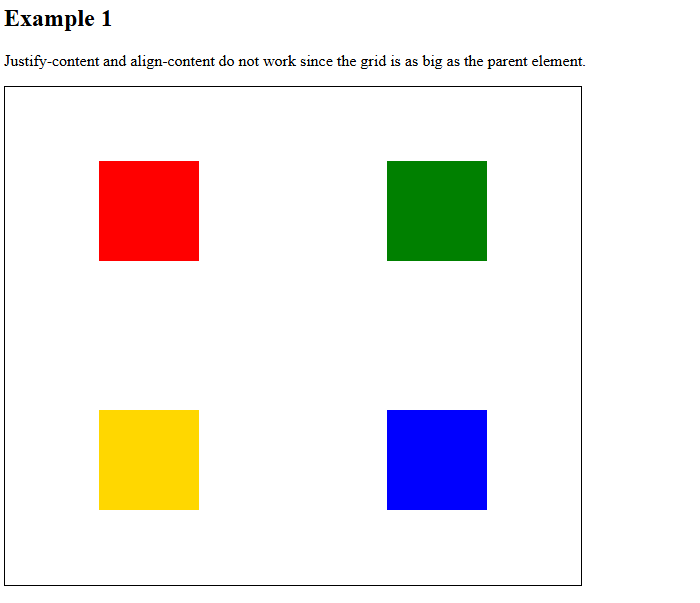 Example 1
Justify-content and align-content do not work since the grid is as big as the parent element.